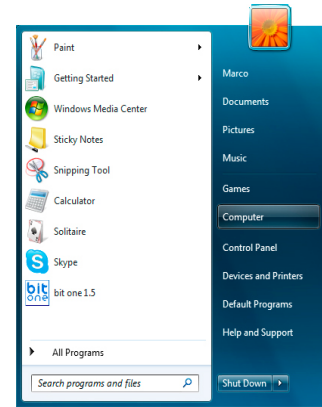 Paint
Getting Started
Windows Media Center
Sticky Notes
Snipping Tool
Calculator
Solitaire
S Skype
bit one bit one 1.5
All Programs
Search programs and files
Marco
Documents
Pictures
Music
Games
Computer
Control Panel
Devices and Printers
Default Programs
Help and Support
Shut Down